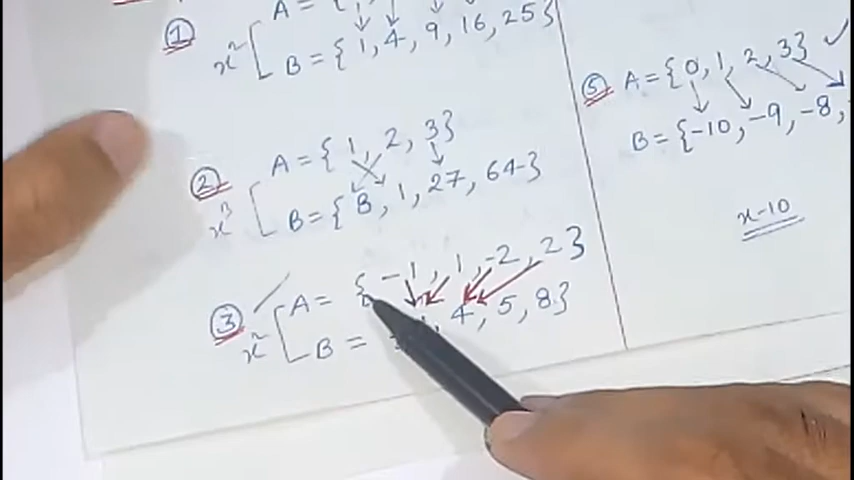 ① A = {
x² B = {1, 4, 9, 16, 25}
② A = {1, 2, 3}
x³ B = {8, 1, 27, 64}
③ A = {-1, 1, -2, 2}
x² B = 1, 4, 5, 8}
⑤ A = {0, 1, 2, 3} ✓
B = {-10, -9, -8,
x-10